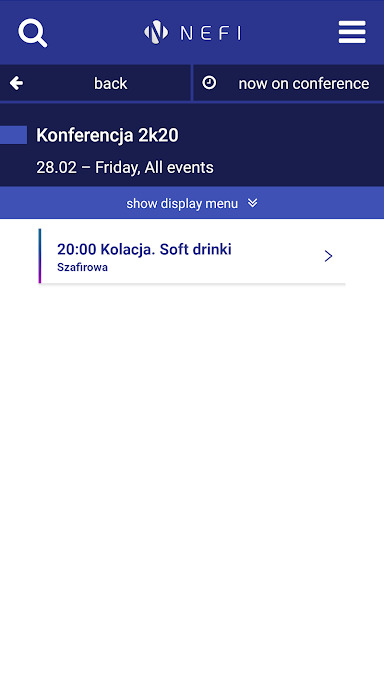 NEFI
back
now on conference
Konferencja 2k20
28.02 – Friday, All events
show display menu
20:00 Kolacja. Soft drinki
Szafirowa